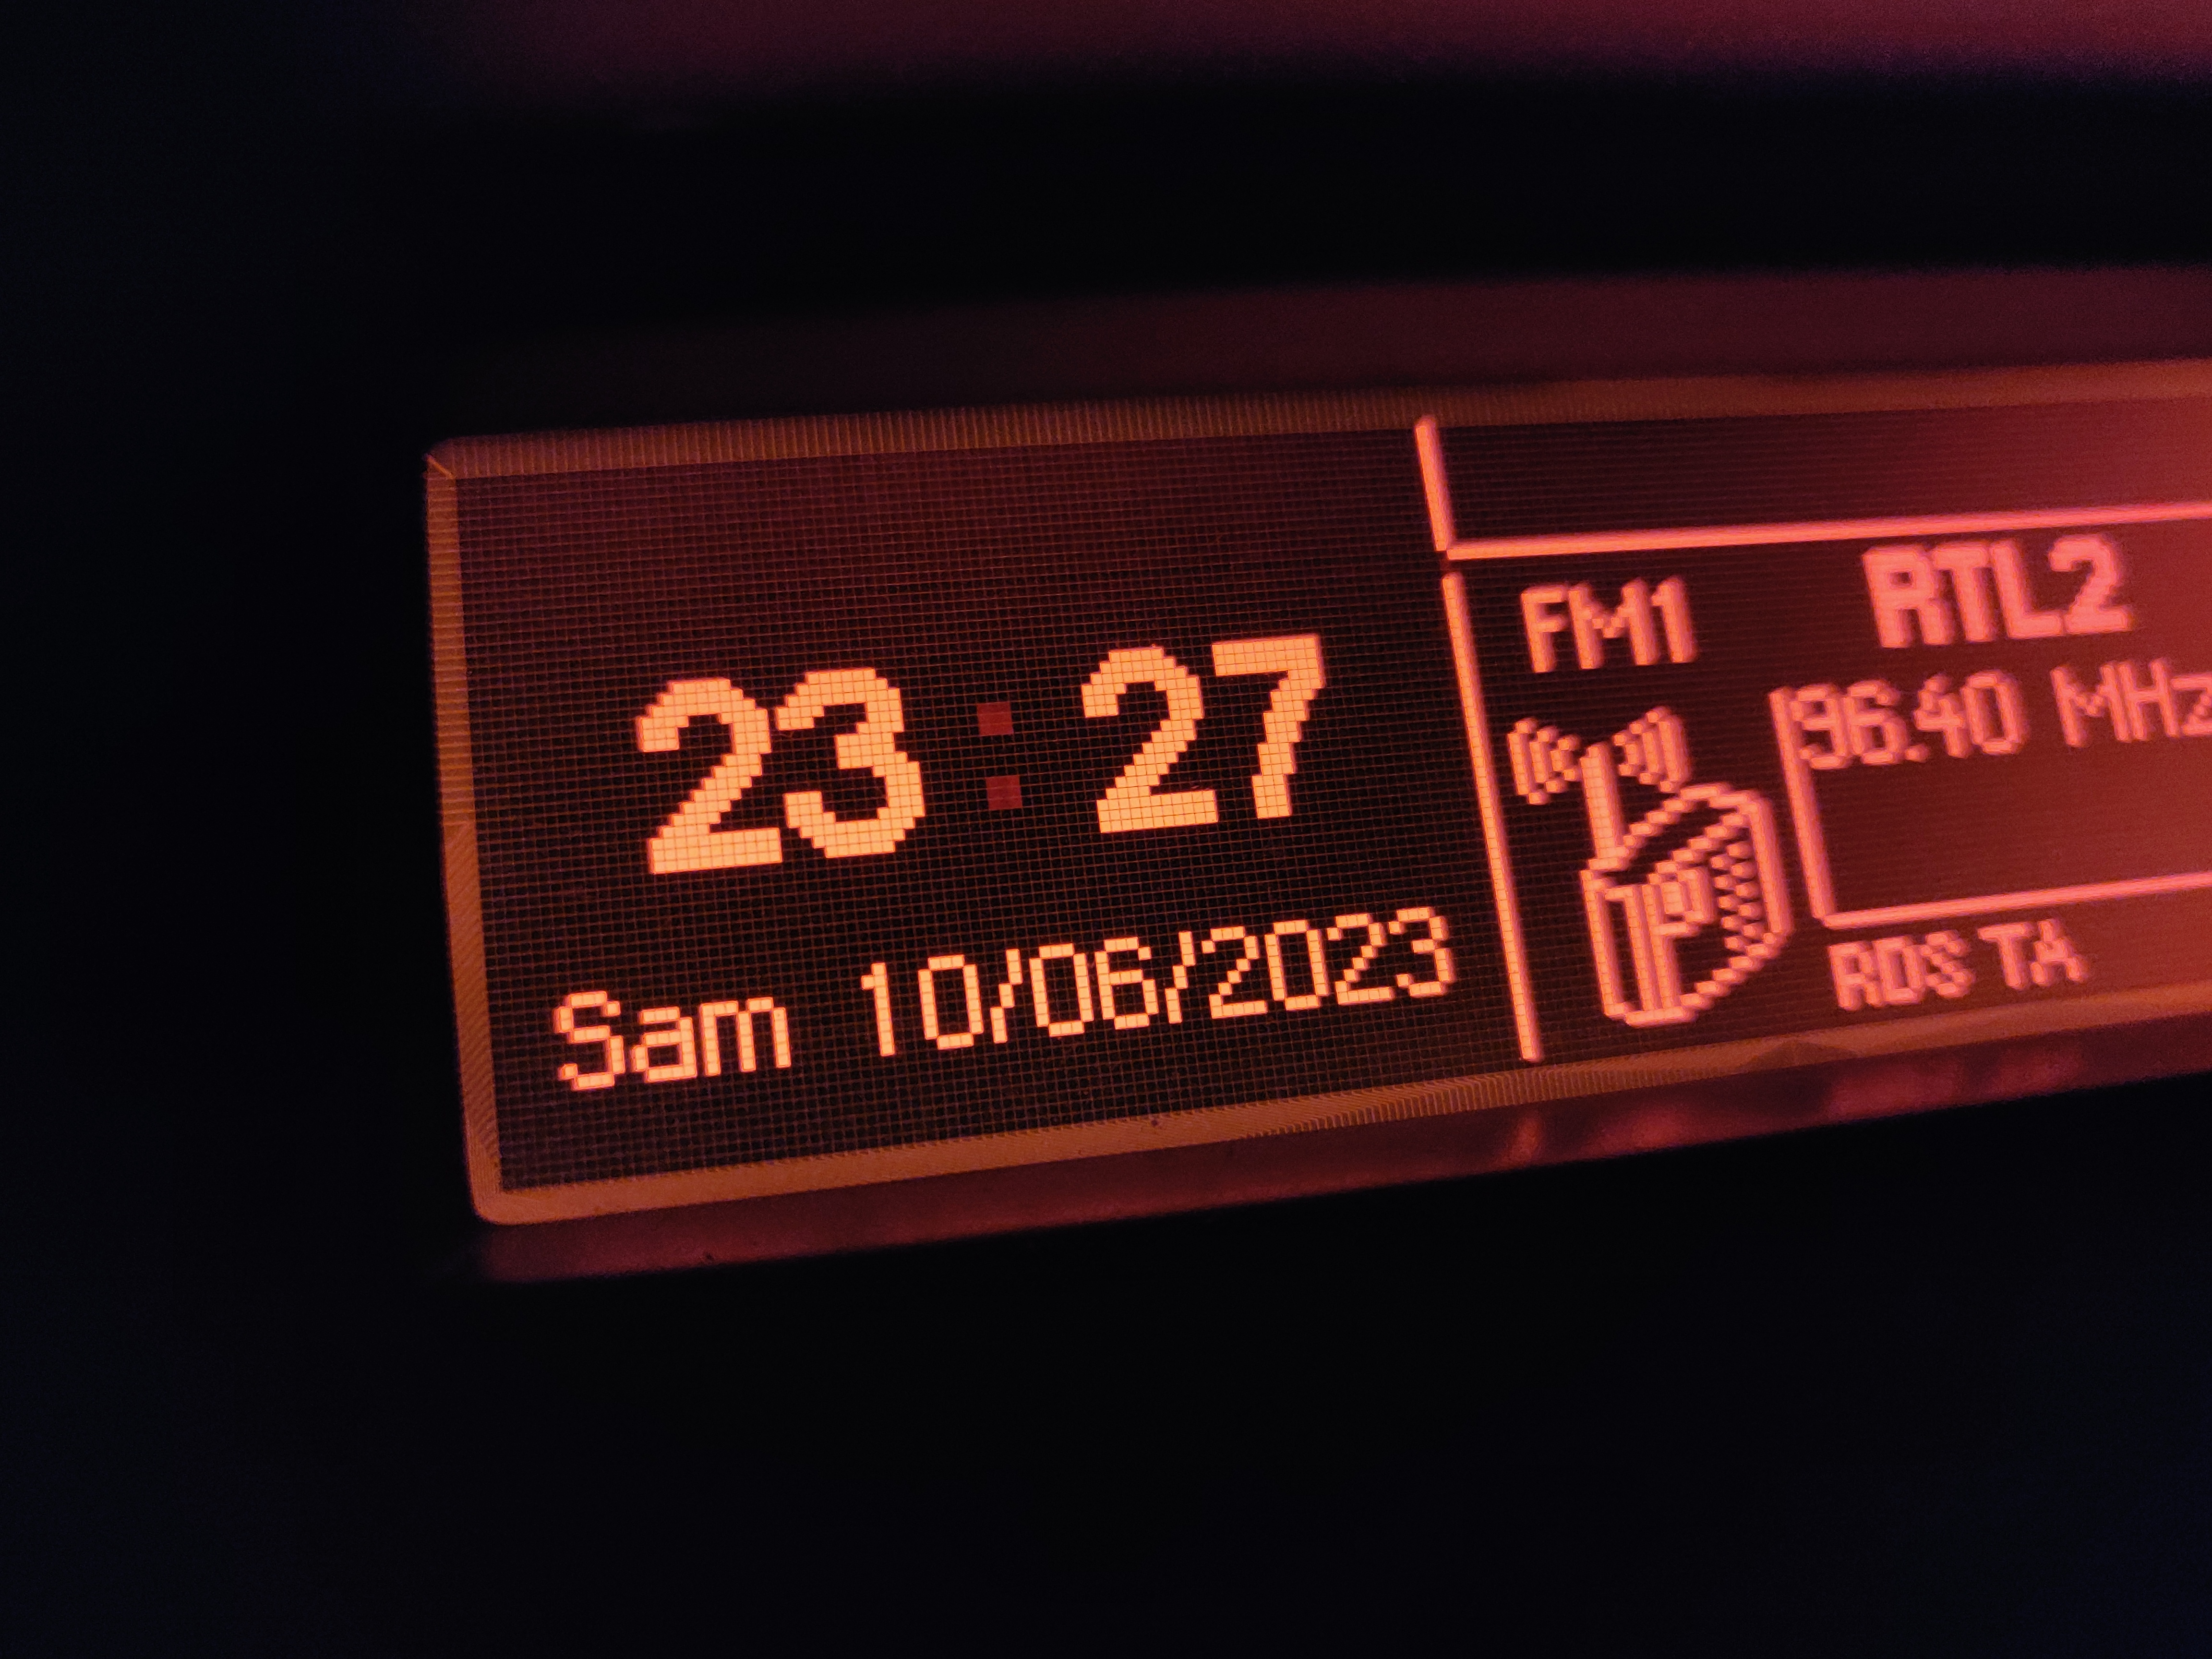 23:27
Sam 10/06/2023
FM1 RTL2
96.40 MHz
RDS TA